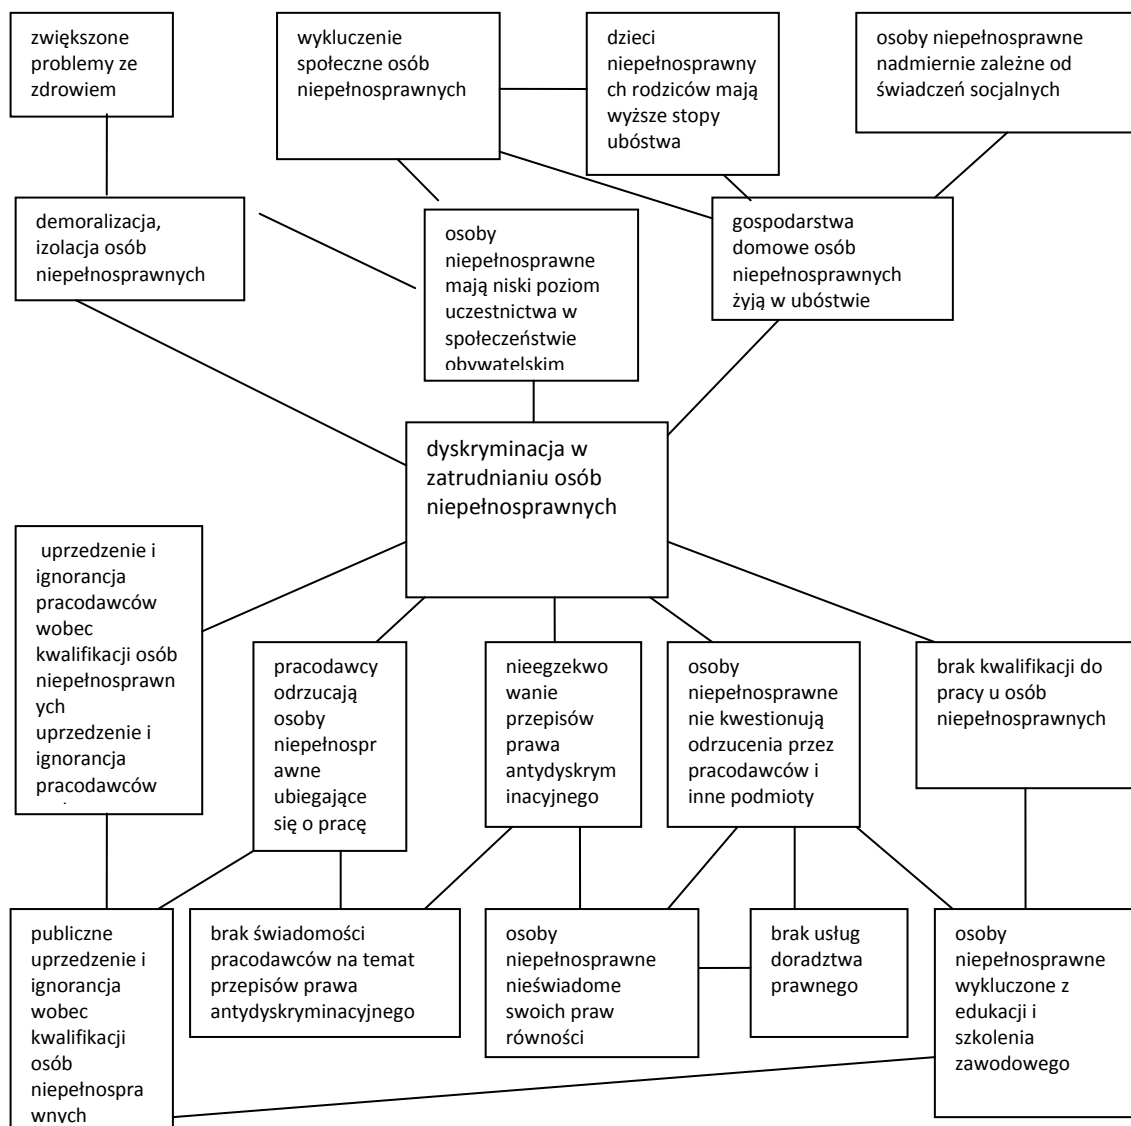 zwiększone
problemy ze
zdrowiem
wykluczenie
społeczne osób
niepełnosprawnych
dzieci
niepełnosprawny
ch rodziców mają
wyższe stopy
ubóstwa
osoby niepełnosprawne
nadmiernie zależne od
świadczeń socjalnych
demoralizacja,
izolacja osób
niepełnosprawnych
osoby
niepełnosprawne
mają niski poziom
uczestnictwa w
społeczeństwie
obywatelskim
gospodarstwa
domowe osób
niepełnosprawnych
żyją w ubóstwie
dyskryminacja w
zatrudnianiu osób
niepełnosprawnych
uprzedzenie i
ignorancja
pracodawców
wobec
kwalifikacji osób
niepełnosprawn
ych
uprzedzenie i
ignorancja
pracodawców
pracodawcy
odrzucają
osoby
niepełnospr
awne
ubiegające
się o pracę
nieegzekwo
wanie
przepisów
prawa
antydyskrym
inacyjnego
osoby
niepełnosprawne
nie kwestionują
odrzucenia przez
pracodawców i
inne podmioty
brak kwalifikacji do
pracy u osób
niepełnosprawnych
publiczne
uprzedzenie i
ignorancja
wobec
kwalifikacji
osób
niepełnospra
wnych
brak świadomości
pracodawców na temat
przepisów prawa
antydyskryminacyjnego
osoby
niepełnosprawne
nieświadome
swoich praw
równości
brak usług
doradztwa
prawnego
osoby
niepełnosprawne
wykluczone z
edukacji i
szkolenia
zawodowego